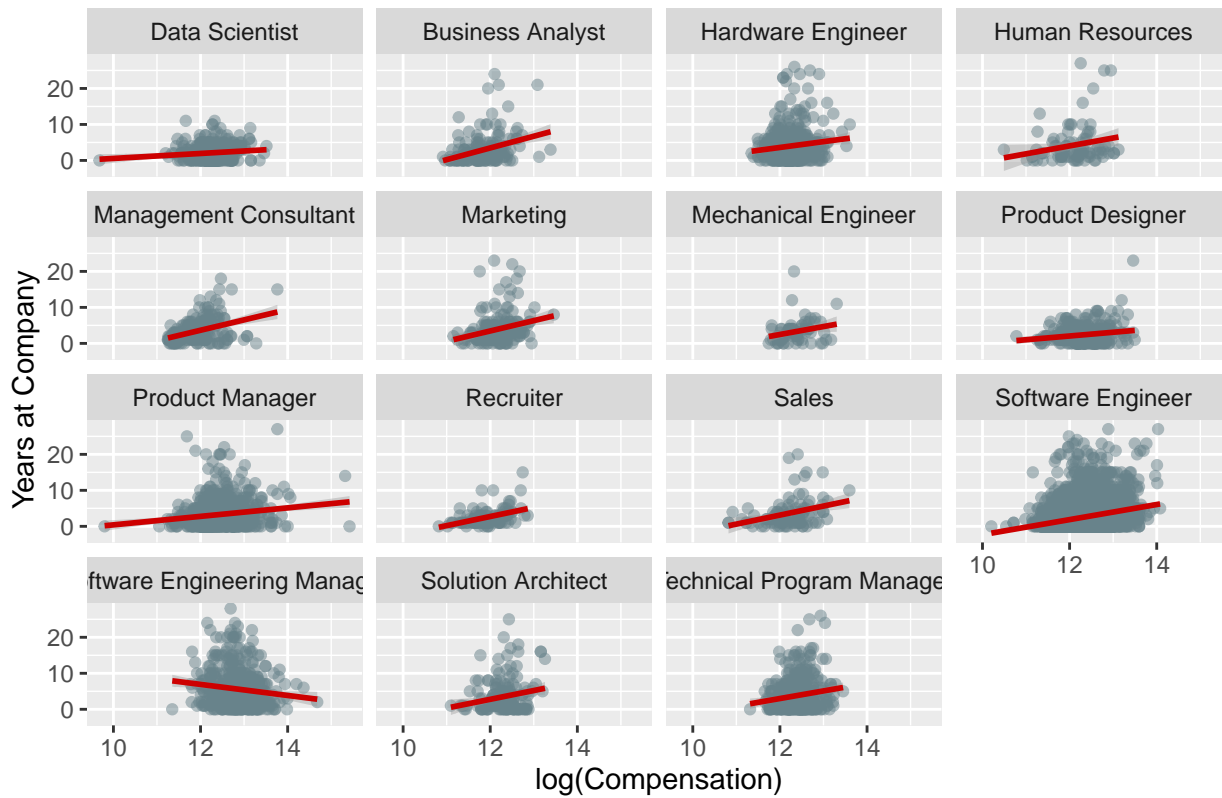 Data Scientist
Business Analyst
Hardware Engineer
Human Resources
20
10
0
Management Consultant
Marketing
Mechanical Engineer
Product Designer
20
10
0
Product Manager
Recruiter
Sales
Software Engineer
20
10
0
10 12 14
ftware Engineering Manag
Solution Architect
Technical Program Manage
20
10
0
10 12 14
10 12 14
10 12 14
Years at Company
log(Compensation)